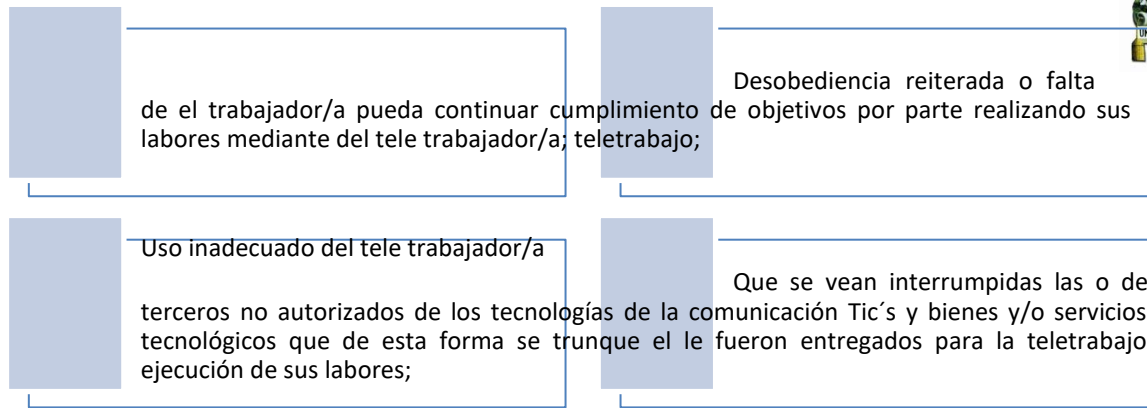 Desobediencia reiterada o falta
de el trabajador/a pueda continuar cumplimiento de objetivos por parte realizando sus
labores mediante del tele trabajador/a; teletrabajo;
Uso inadecuado del tele trabajador/a
Que se vean interrumpidas las o de
terceros no autorizados de los tecnologías de la comunicación Tic´s y bienes y/o servicios
tecnológicos que de esta forma se trunque el le fueron entregados para la teletrabajo
ejecución de sus labores;